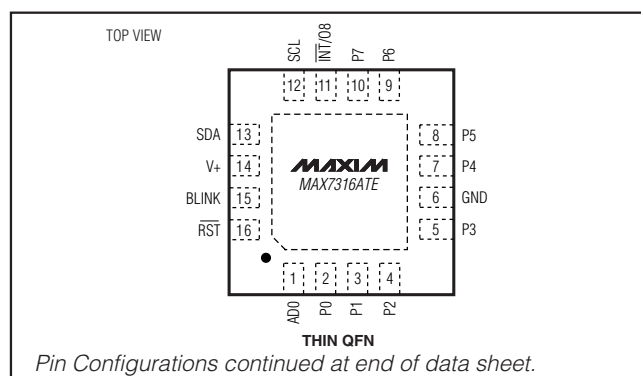 TOP VIEW
SCL
INT/O8
P7
P6
12
11
10
9
SDA
13
8
P5
V+
14
MAXIM
7
P4
BLINK
15
MAX7316ATE
6
GND
RST
16
5
P3
1
2
3
4
AD0
P0
P1
P2
THIN QFN
Pin Configurations continued at end of data sheet.